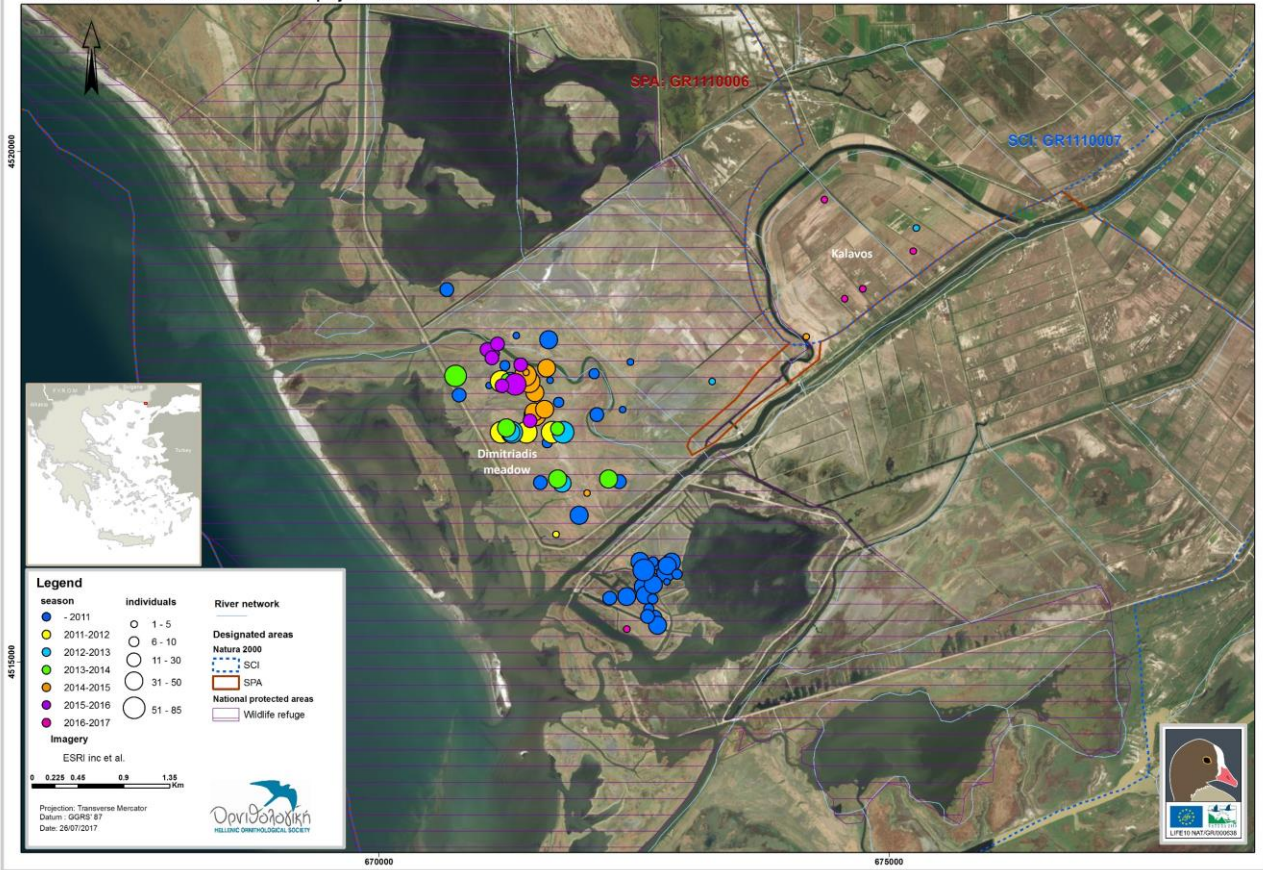 SPA: GR1110006
SCI: GR1110007
4520000
Kalavos
Dimitriadis
meadow
Turkey
Legend
season
- 2011
2011-2012
2012-2013
2013-2014
2014-2015
2015-2016
2016-2017
individuals
1 - 5
6 - 10
11 - 30
31 - 50
51 - 85
River network
Designated areas
Natura 2000
SCI
SPA
National protected areas
Wildlife refuge
Imagery
ESRI inc et al.
0 0.225 0.45 0.9 1.35
Km
Projection: Transverse Mercator
Datum : GGRS' 87
Date: 26/07/2017
Ορνιθολογική
HELLENIC ORNITHOLOGICAL SOCIETY
4515000
LIFE10 NAT/GR/000638
670000
675000